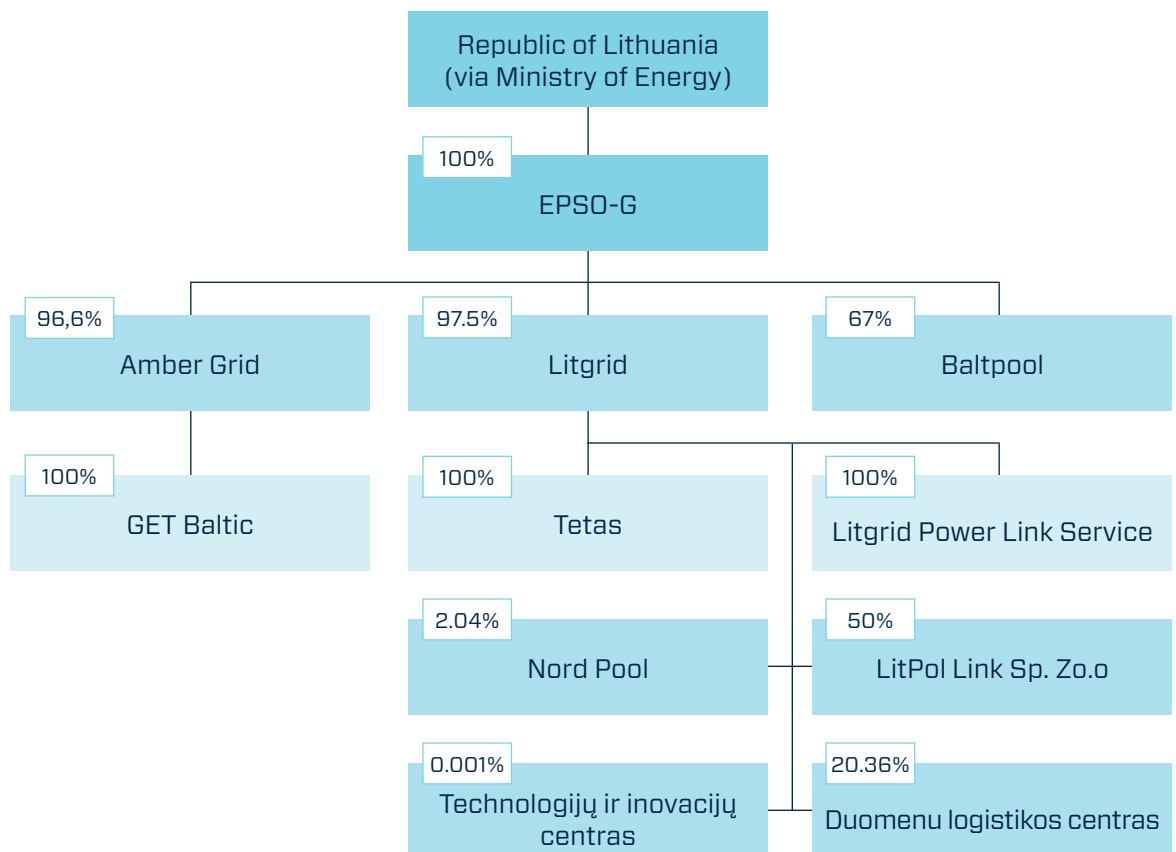 Republic of Lithuania
(via Ministry of Energy)
100%
EPSO-G
96,6%
Amber Grid
97.5%
Litgrid
67%
Baltpool
100%
GET Baltic
100%
Tetas
100%
Litgrid Power Link Service
2.04%
Nord Pool
50%
LitPol Link Sp. Zo.o
0.001%
Technologijų ir inovacijų
centras
20.36%
Duomenu logistikos centras